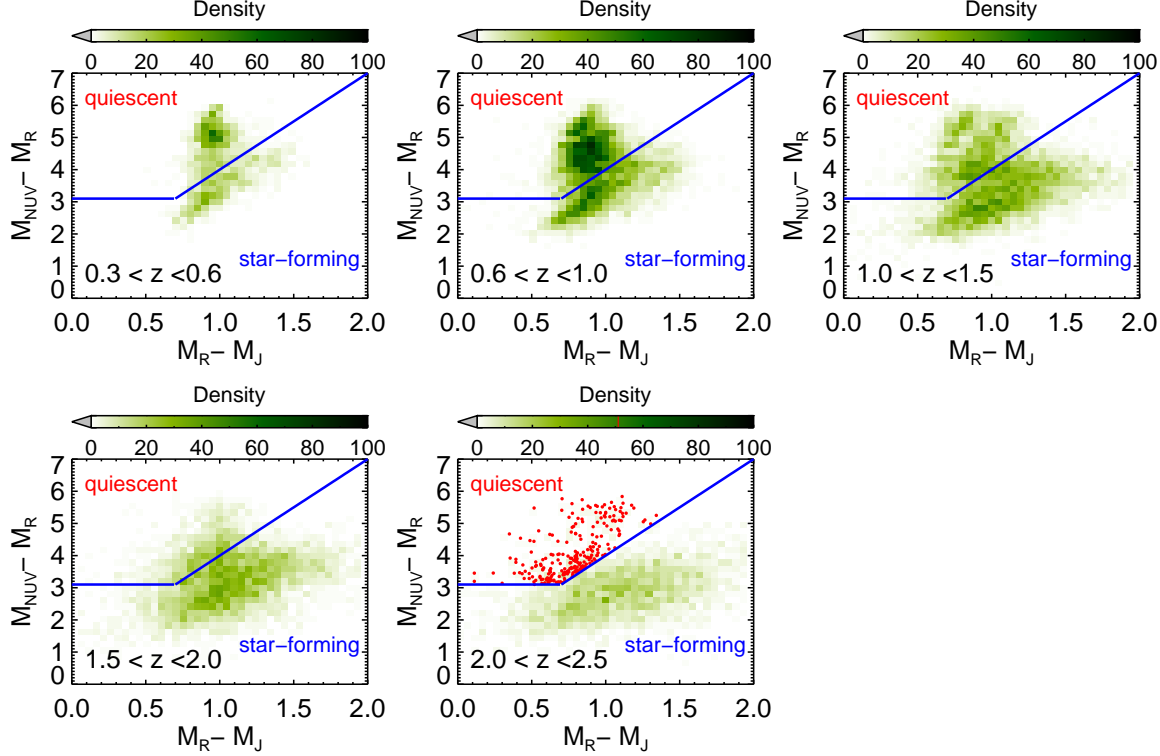 Density
0 20 40 60 80 100
7
6
5
4
3
2
1
0
M_NUV − M_R
quiescent
star−forming
0.3 < z <0.6
0.0 0.5 1.0 1.5 2.0
M_R − M_J
Density
0 20 40 60 80 100
7
6
5
4
3
2
1
0
M_NUV − M_R
quiescent
star−forming
0.6 < z <1.0
0.0 0.5 1.0 1.5 2.0
M_R − M_J
Density
0 20 40 60 80 100
7
6
5
4
3
2
1
0
M_NUV − M_R
quiescent
star−forming
1.0 < z <1.5
0.0 0.5 1.0 1.5 2.0
M_R − M_J
Density
0 20 40 60 80 100
7
6
5
4
3
2
1
0
M_NUV − M_R
quiescent
star−forming
1.5 < z <2.0
0.0 0.5 1.0 1.5 2.0
M_R − M_J
Density
0 20 40 60 80 100
7
6
5
4
3
2
1
0
M_NUV − M_R
quiescent
star−forming
2.0 < z <2.5
0.0 0.5 1.0 1.5 2.0
M_R − M_J